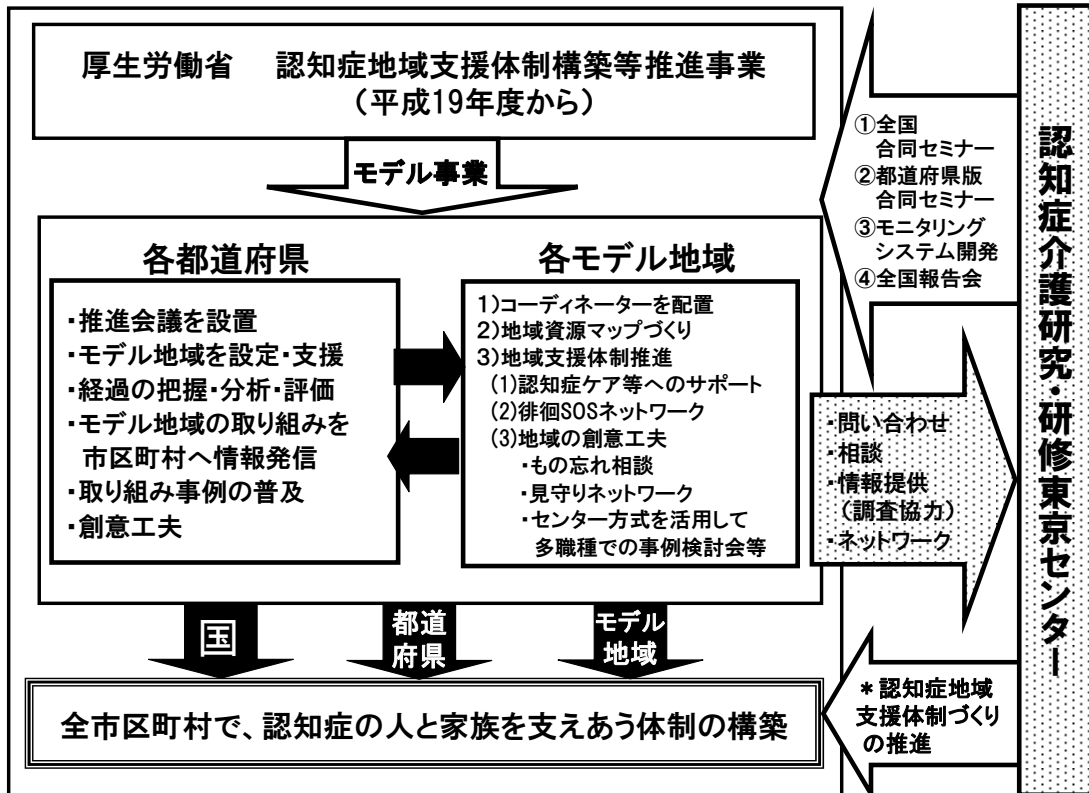 厚生労働省　認知症地域支援体制構築等推進事業
（平成19年度から）
モデル事業
各都道府県
・推進会議を設置
・モデル地域を設定・支援
・経過の把握・分析・評価
・モデル地域の取り組みを
市区町村へ情報発信
・取り組み事例の普及
・創意工夫
各モデル地域
1)コーディネーターを配置
2)地域資源マップづくり
3)地域支援体制推進
(1)認知症ケア等へのサポート
(2)徘徊SOSネットワーク
(3)地域の創意工夫
・もの忘れ相談
・見守りネットワーク
・センター方式を活用して
多職種での事例検討会等
国
都道
府県
モデル
地域
全市区町村で、認知症の人と家族を支えあう体制の構築
①全国
合同セミナー
②都道府県版
合同セミナー
③モニタリング
システム開発
④全国報告会
・問い合わせ
・相談
・情報提供
（調査協力）
・ネットワーク
＊認知症地域
支援体制づくり
の推進
認知症介護研究・研修東京センター